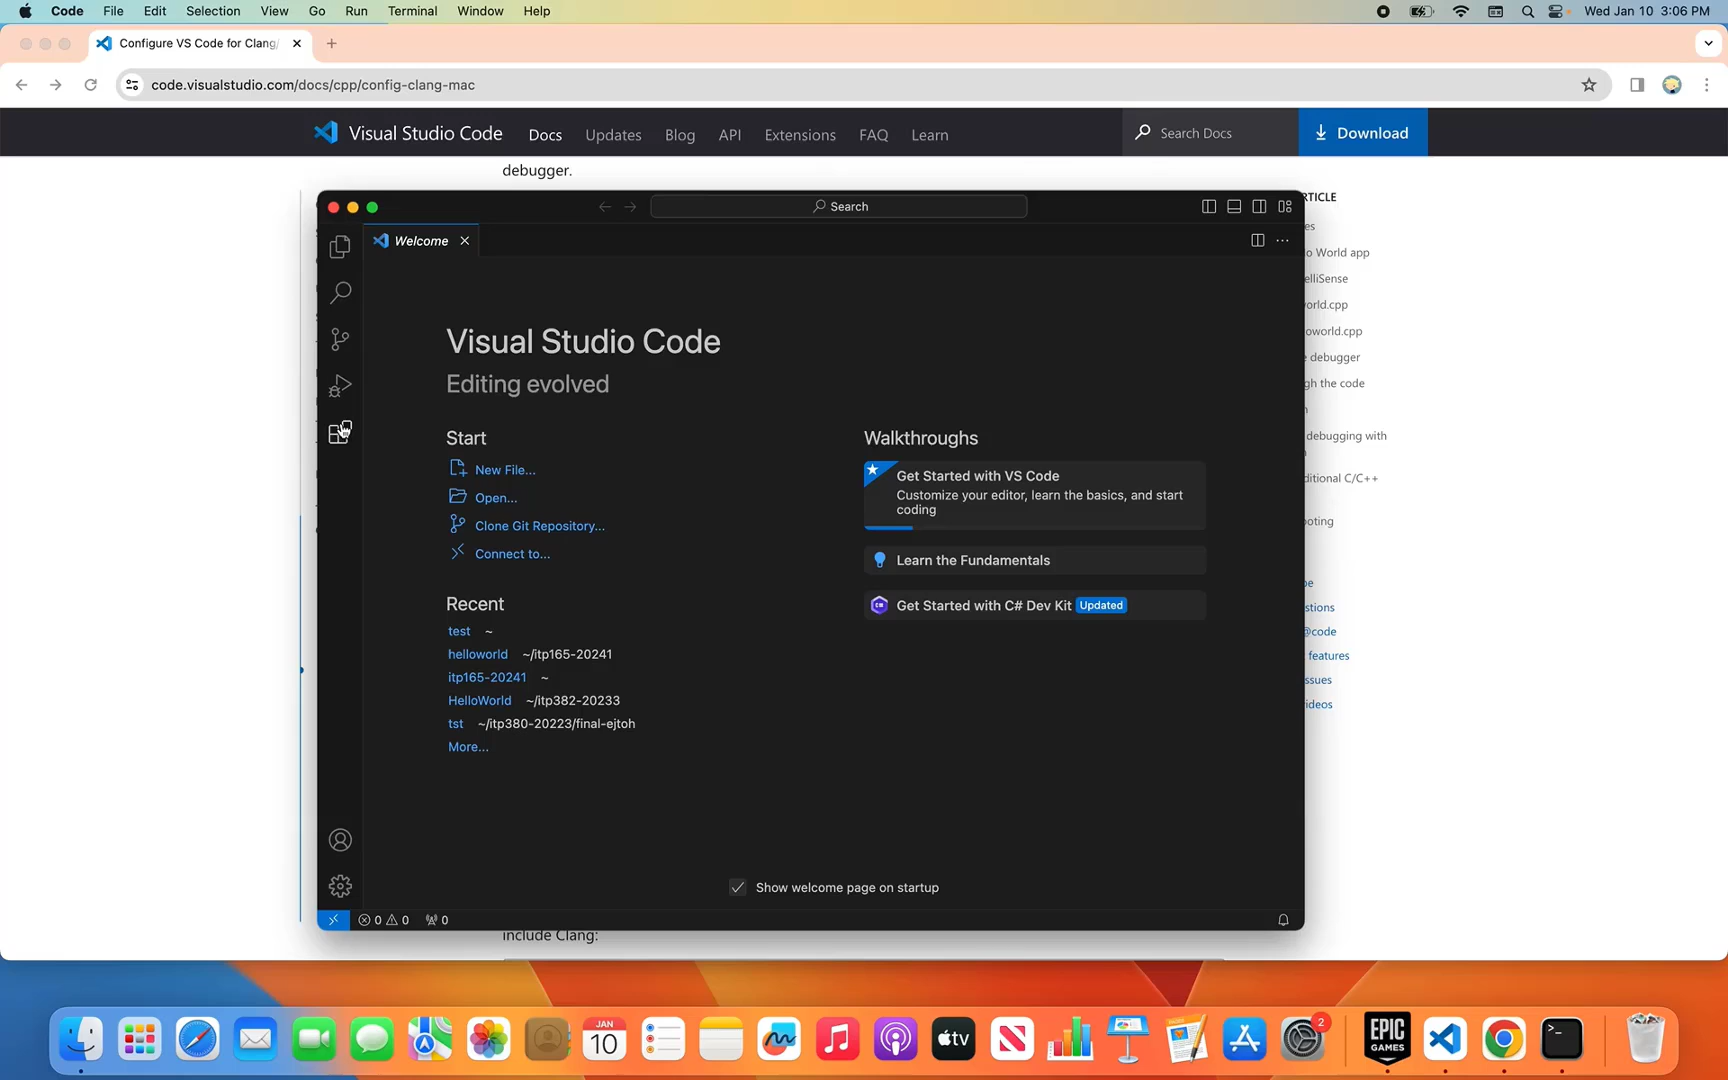 Code File Edit Selection View Go Run Terminal Window Help
Wed Jan 10 3:06 PM
Configure VS Code for Clang/
code.visualstudio.com/docs/cpp/config-clang-mac
Visual Studio Code Docs Updates Blog API Extensions FAQ Learn
Search Docs
Download
debugger.
Search
Welcome
Visual Studio Code
Editing evolved
Start
New File...
Open...
Clone Git Repository...
Connect to...
Recent
test ~
helloworld ~/itp165-20241
itp165-20241 ~
HelloWorld ~/itp382-20233
tst ~/itp380-20223/final-ejtoh
More...
Walkthroughs
Get Started with VS Code
Customize your editor, learn the basics, and start
coding
Learn the Fundamentals
Get Started with C# Dev Kit Updated
Show welcome page on startup
0 0 0
RTICLE
es
o World app
elliSense
orld.cpp
oworld.cpp
e debugger
gh the code
n
debugging with
ditional C/C++
ooting
pe
stions
@code
features
ssues
ideos
include Clang:
JAN
10
tv
2
EPIC
GAMES
>_